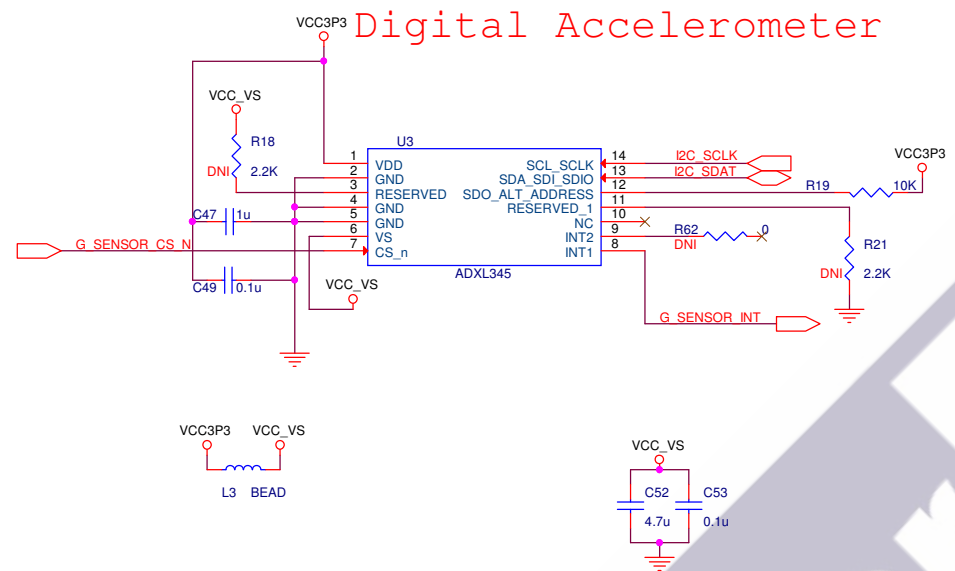 Digital Accelerometer
VCC3P3
VCC_VS
R18
DNI 2.2K
U3
1 VDD
2 GND
3 RESERVED
4 GND
5 GND
6 VS
7 CS_n
SCL_SCLK 14
SDA_SDI_SDIO 13
SDO_ALT_ADDRESS 12
RESERVED_1 11
NC 10
INT2 9
INT1 8
ADXL345
I2C_SCLK
I2C_SDAT
VCC3P3
R19 10K
R62 0
DNI
R21
DNI 2.2K
C47 1u
G_SENSOR_CS_N
C49 0.1u
VCC_VS
G_SENSOR_INT
VCC3P3 VCC_VS
L3 BEAD
VCC_VS
C52 C53
4.7u 0.1u